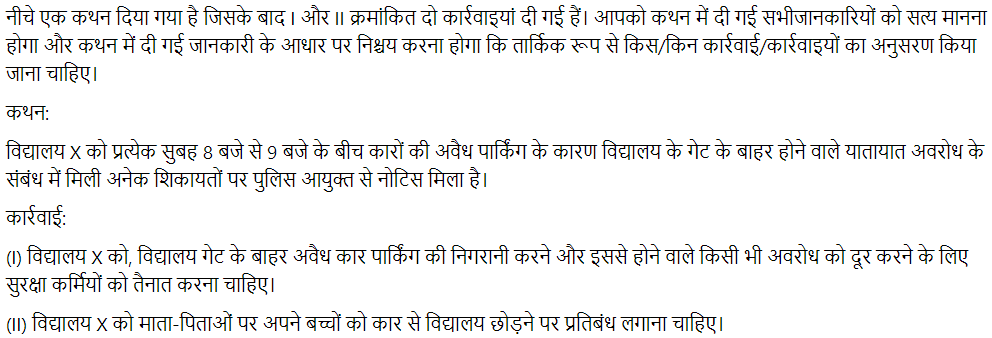 नीचे एक कथन दिया गया है जिसके बाद I और II क्रमांकित दो कार्रवाइयां दी गई हैं। आपको कथन में दी गई सभीजानकारियों को सत्य मानना
होगा और कथन में दी गई जानकारी के आधार पर निश्चय करना होगा कि तार्किक रूप से किस/किन कार्रवाई/कार्रवाइयों का अनुसरण किया
जाना चाहिए।
कथन:
विद्यालय X को प्रत्येक सुबह 8 बजे से 9 बजे के बीच कारों की अवैध पार्किंग के कारण विद्यालय के गेट के बाहर होने वाले यातायात अवरोध के
संबंध में मिली अनेक शिकायतों पर पुलिस आयुक्त से नोटिस मिला है।
कार्रवाई:
(I) विद्यालय X को, विद्यालय गेट के बाहर अवैध कार पार्किंग की निगरानी करने और इससे होने वाले किसी भी अवरोध को दूर करने के लिए
सुरक्षा कर्मियों को तैनात करना चाहिए।
(II) विद्यालय X को माता-पिताओं पर अपने बच्चों को कार से विद्यालय छोड़ने पर प्रतिबंध लगाना चाहिए।